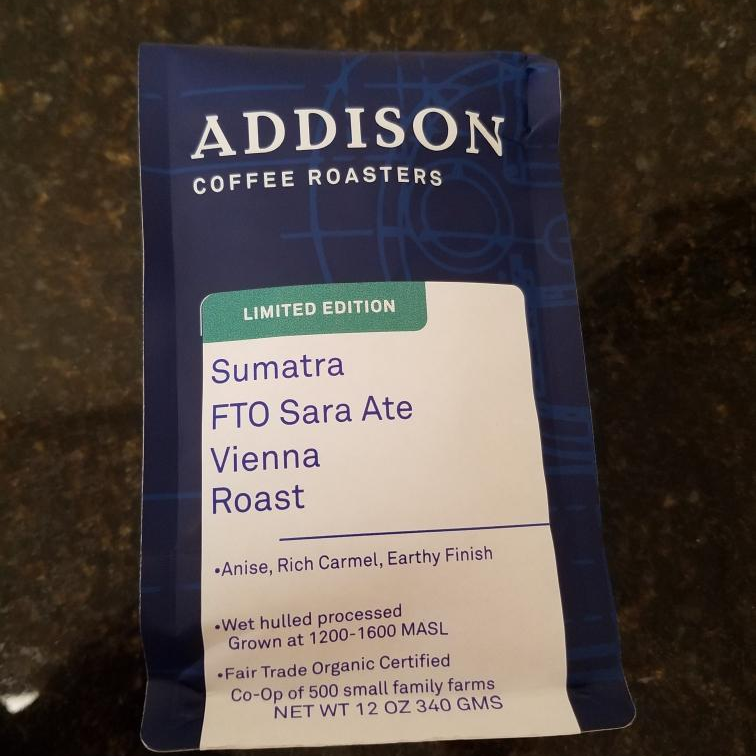 ADDISON
COFFEE ROASTERS
LIMITED EDITION
Sumatra
FTO Sara Ate
Vienna
Roast
•Anise, Rich Carmel, Earthy Finish
•Wet hulled processed
Grown at 1200-1600 MASL
•Fair Trade Organic Certified
Co-Op of 500 small family farms
NET WT 12 OZ 340 GMS